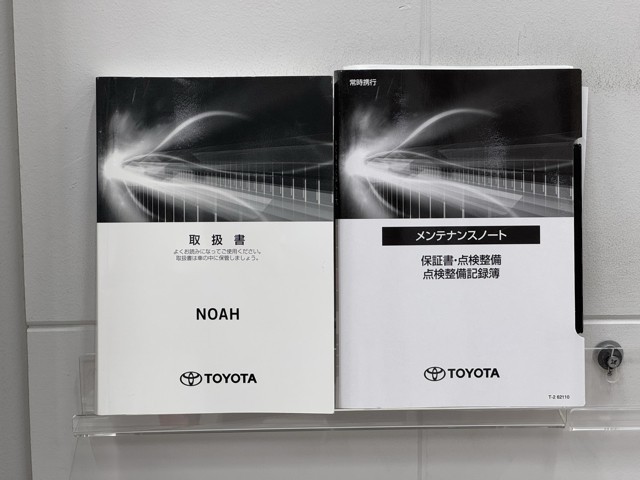 取扱書
よくお読みになってご使用ください。
取扱書は車の中に保管しましょう。
NOAH
TOYOTA
常時携行
メンテナンスノート
保証書・点検整備
点検整備記録簿
TOYOTA
T-2 62110